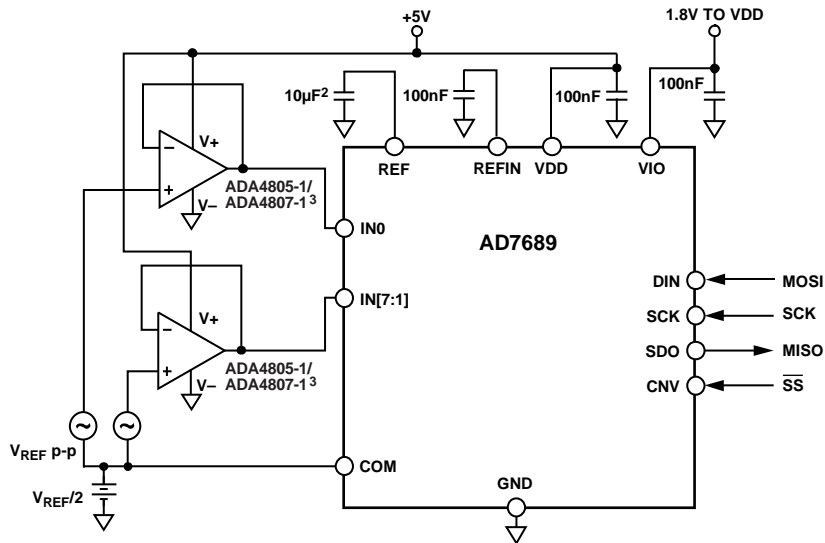 +5V
1.8V TO VDD
10µF²
100nF
100nF
100nF
V+
REF
REFIN
VDD
VIO
ADA4805-1/
ADA4807-1³
V–
IN0
AD7689
DIN
MOSI
IN[7:1]
SCK
SCK
V+
SDO
MISO
ADA4805-1/
ADA4807-1³
V–
CNV
SS
VREF p-p
COM
GND
VREF/2
–
+
–
+
~
~